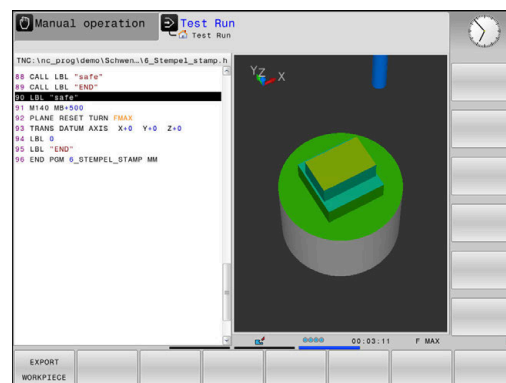 Manual operation
Test Run
Test Run
TNC:\nc_prog\demo\Schwen…\6_Stempel_stamp.h
88 CALL LBL "safe"
89 CALL LBL "END"
90 LBL "safe"
91 M140 MB+500
92 PLANE RESET TURN FMAX
93 TRANS DATUM AXIS X+0 Y+0 Z+0
94 LBL 0
95 LBL "END"
96 END PGM 6_STEMPEL_STAMP MM
Y Z X
00:03:11 F MAX
EXPORT
WORKPIECE